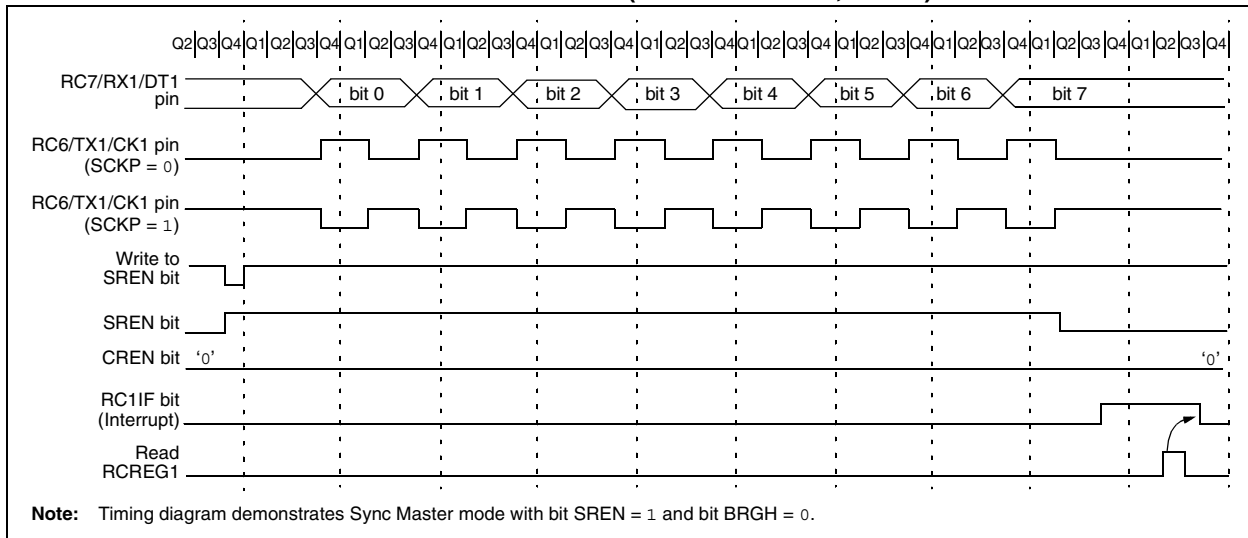 Q2 Q3 Q4 Q1 Q2 Q3 Q4 Q1 Q2 Q3 Q4 Q1 Q2 Q3 Q4 Q1 Q2 Q3 Q4 Q1 Q2 Q3 Q4 Q1 Q2 Q3 Q4 Q1 Q2 Q3 Q4 Q1 Q2 Q3 Q4 Q1 Q2 Q3 Q4 Q1 Q2 Q3 Q4
RC7/RX1/DT1
pin
bit 0 bit 1 bit 2 bit 3 bit 4 bit 5 bit 6 bit 7
RC6/TX1/CK1 pin
(SCKP = 0)
RC6/TX1/CK1 pin
(SCKP = 1)
Write to
SREN bit
SREN bit
CREN bit ‘0’ ‘0’
RC1IF bit
(Interrupt)
Read
RCREG1
Note: Timing diagram demonstrates Sync Master mode with bit SREN = 1 and bit BRGH = 0.